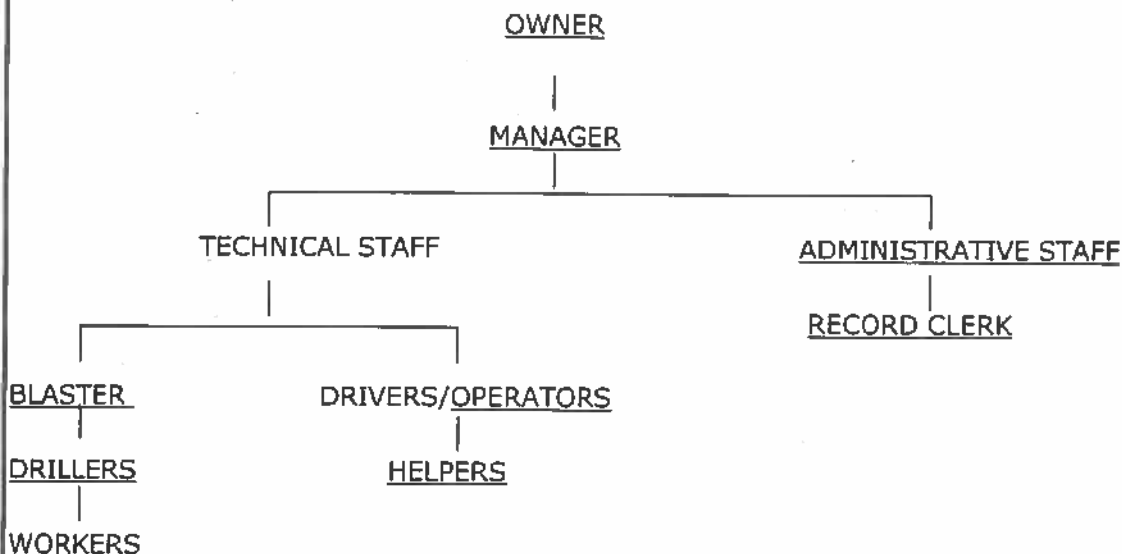 OWNER
MANAGER
TECHNICAL STAFF
ADMINISTRATIVE STAFF
RECORD CLERK
BLASTER
DRIVERS/OPERATORS
DRILLERS
HELPERS
WORKERS